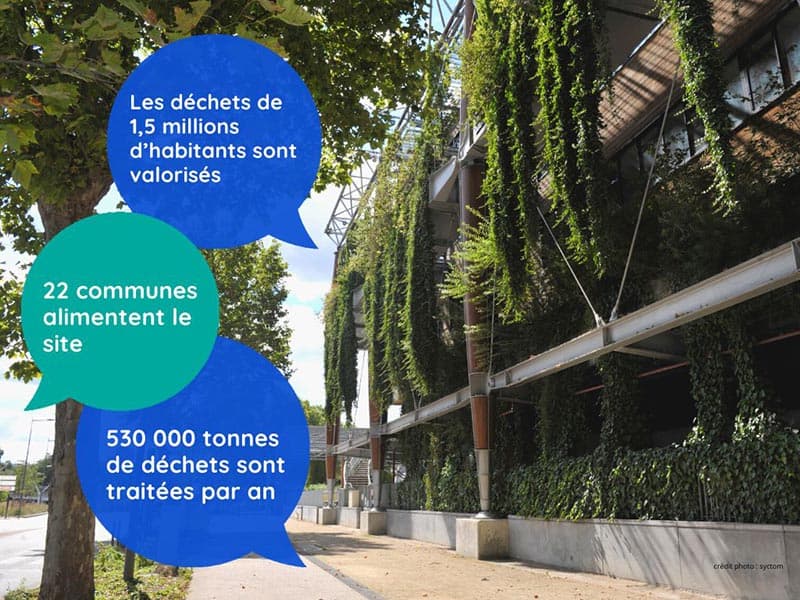 Les déchets de
1,5 millions
d'habitants sont
valorisés
22 communes
alimentent le
site
530 000 tonnes
de déchets sont
traitées par an
crédit photo : syctom